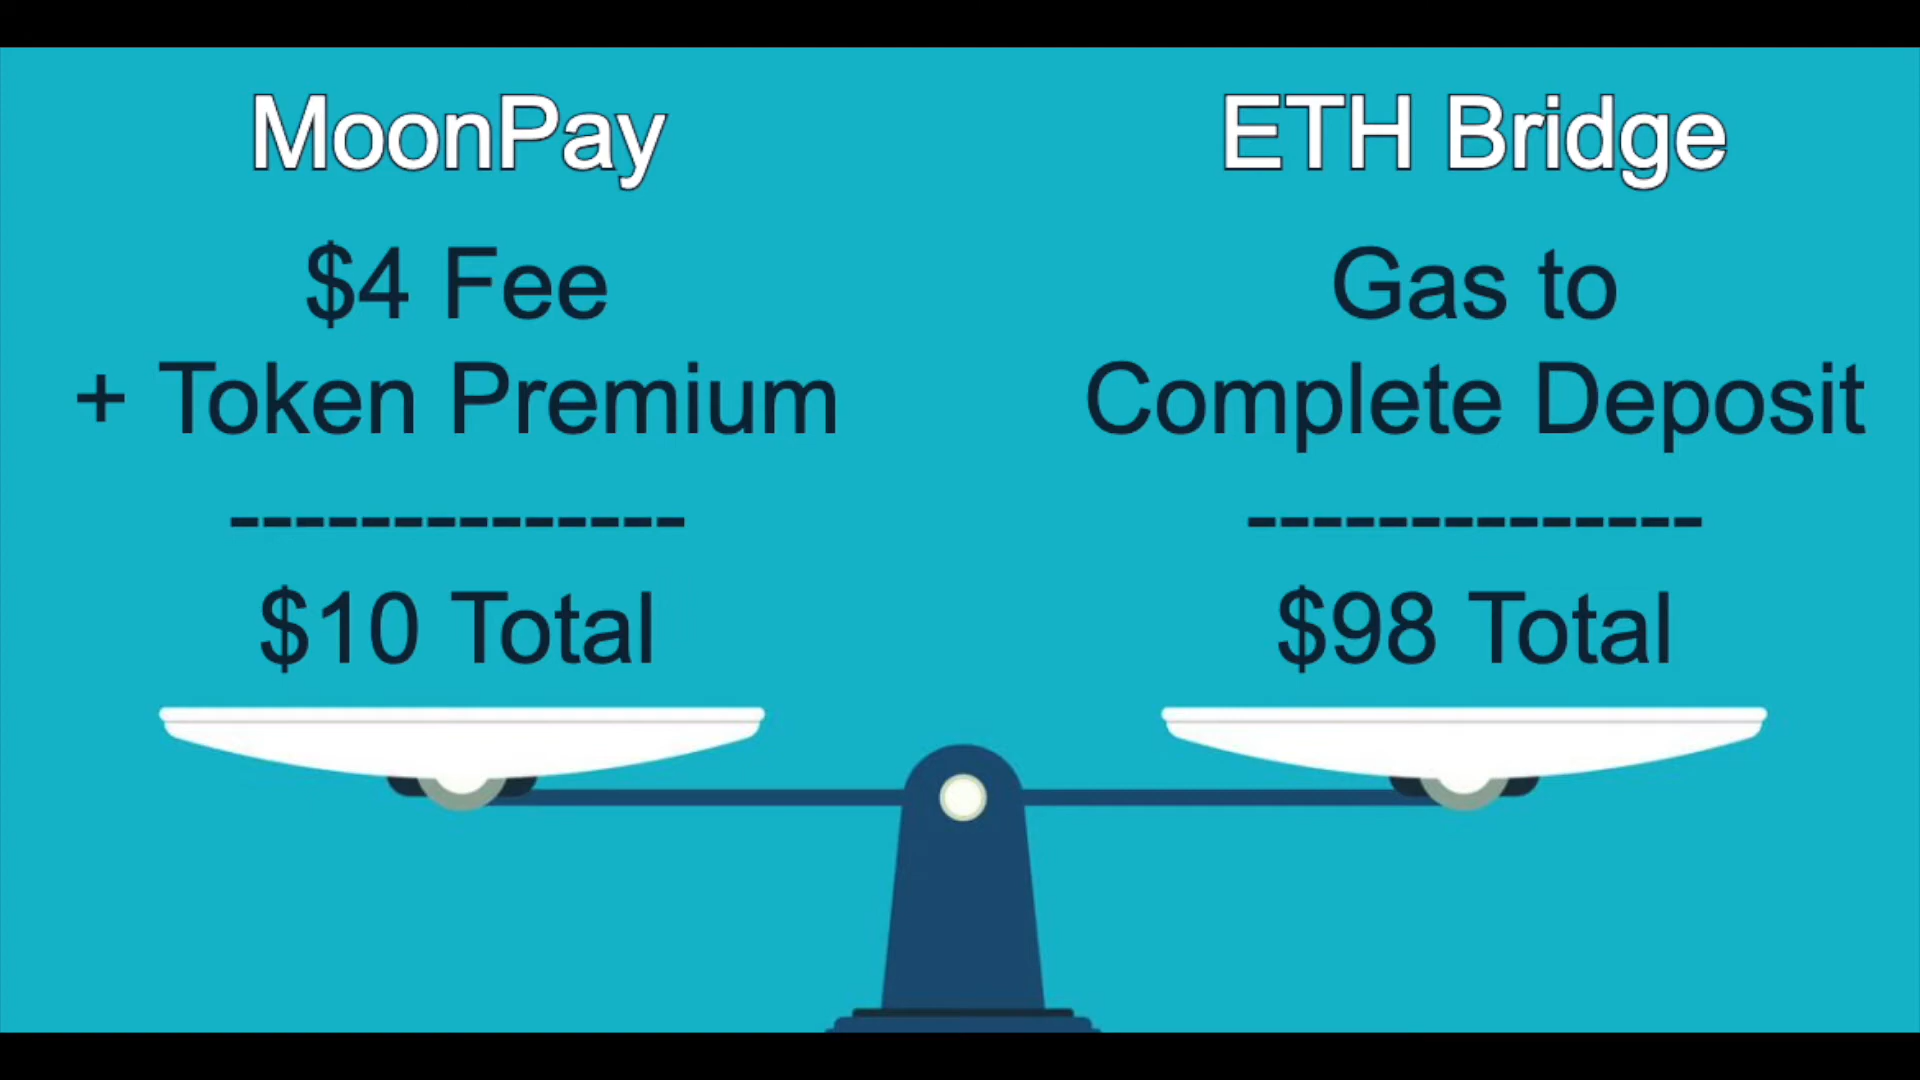 MoonPay
$4 Fee
+ Token Premium
--------------
$10 Total
ETH Bridge
Gas to
Complete Deposit
--------------
$98 Total